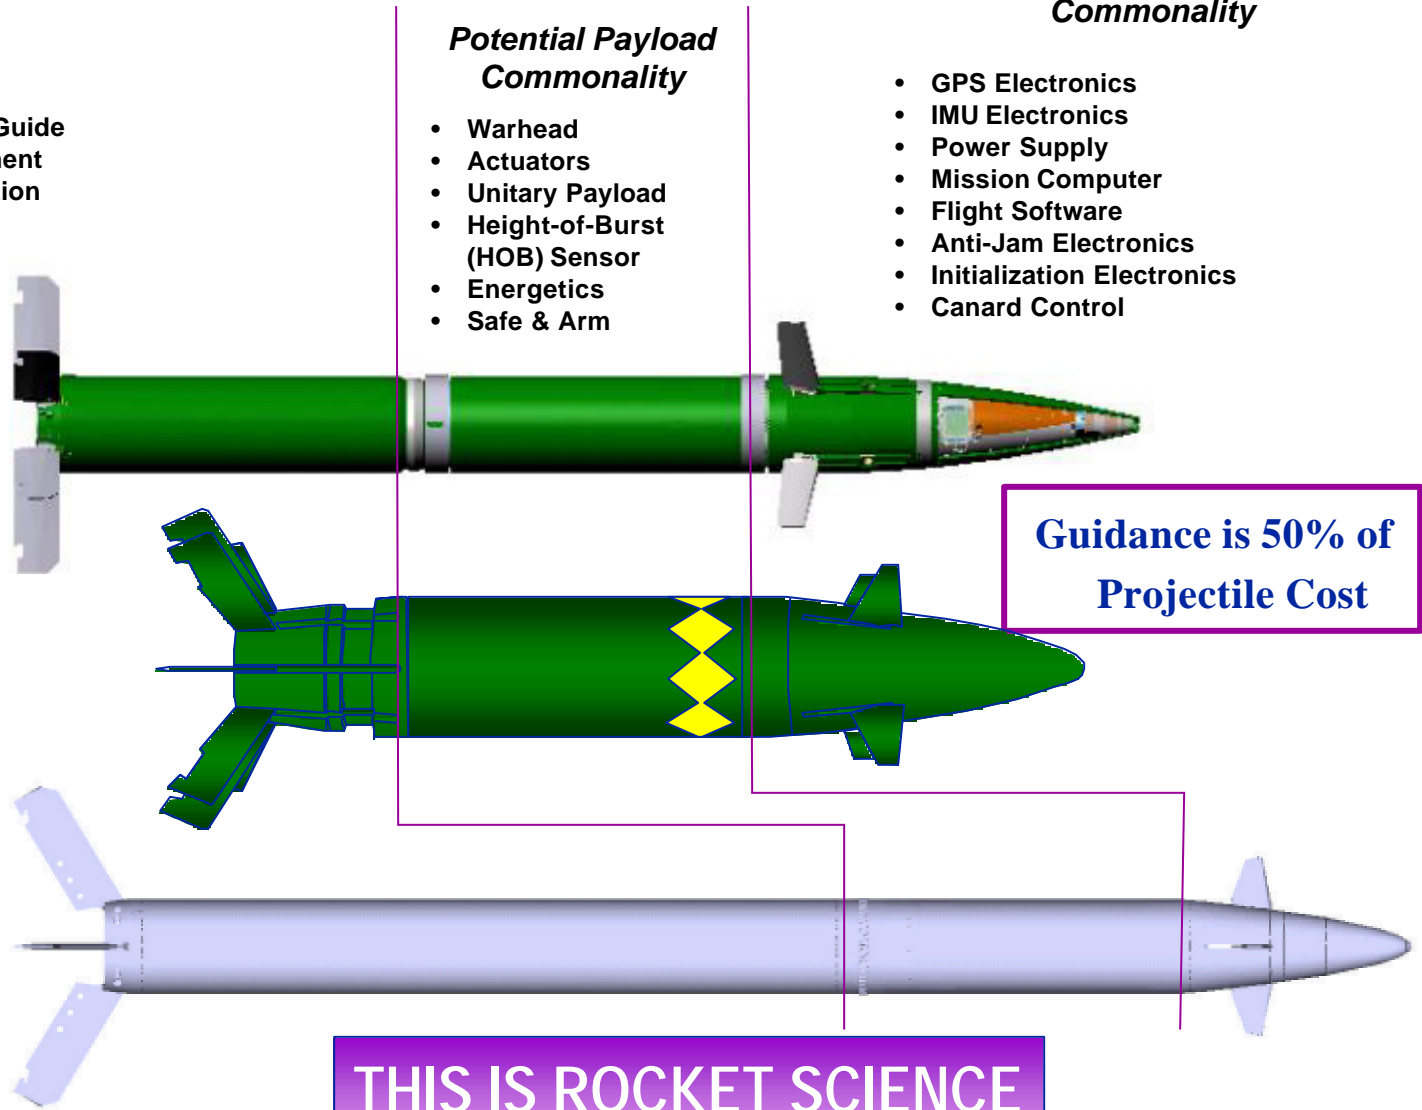 Guide
Potential Payload
Commonality
• Warhead
• Actuators
• Unitary Payload
• Height-of-Burst
(HOB) Sensor
• Energetics
• Safe & Arm
Commonality
• GPS Electronics
• IMU Electronics
• Power Supply
• Mission Computer
• Flight Software
• Anti-Jam Electronics
• Initialization Electronics
• Canard Control
Guidance is 50% of
Projectile Cost
THIS IS ROCKET SCIENCE